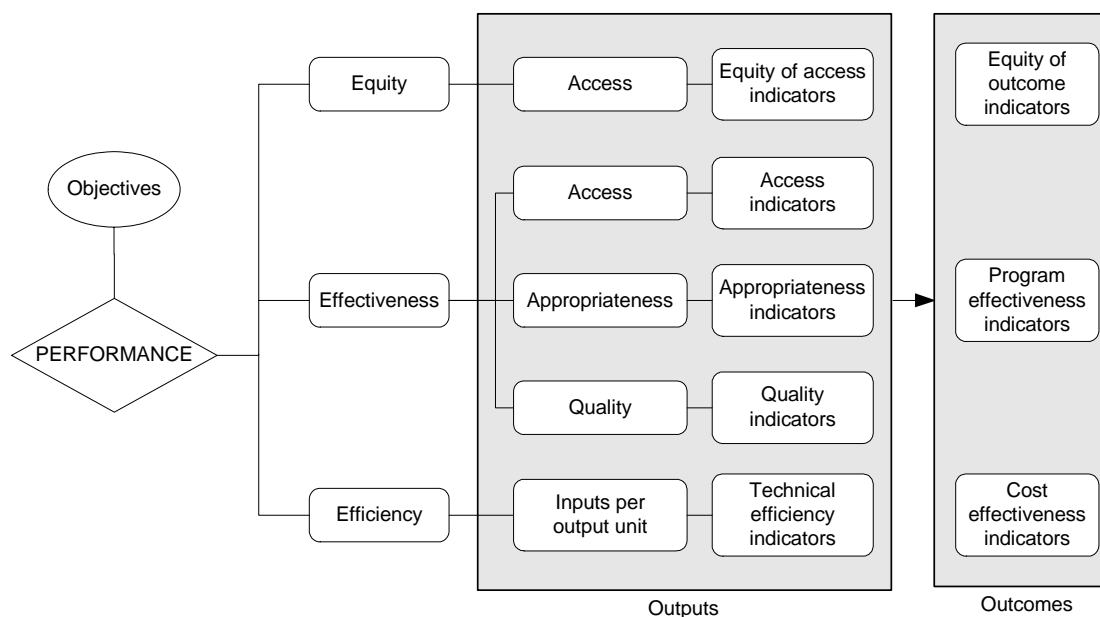 Objectives
PERFORMANCE
Equity
Access
Equity of access
indicators
Equity of
outcome
indicators
Access
Access
indicators
Effectiveness
Appropriateness
Appropriateness
indicators
Program
effectiveness
indicators
Quality
Quality
indicators
Efficiency
Inputs per
output unit
Technical
efficiency
indicators
Cost
effectiveness
indicators
Outputs
Outcomes